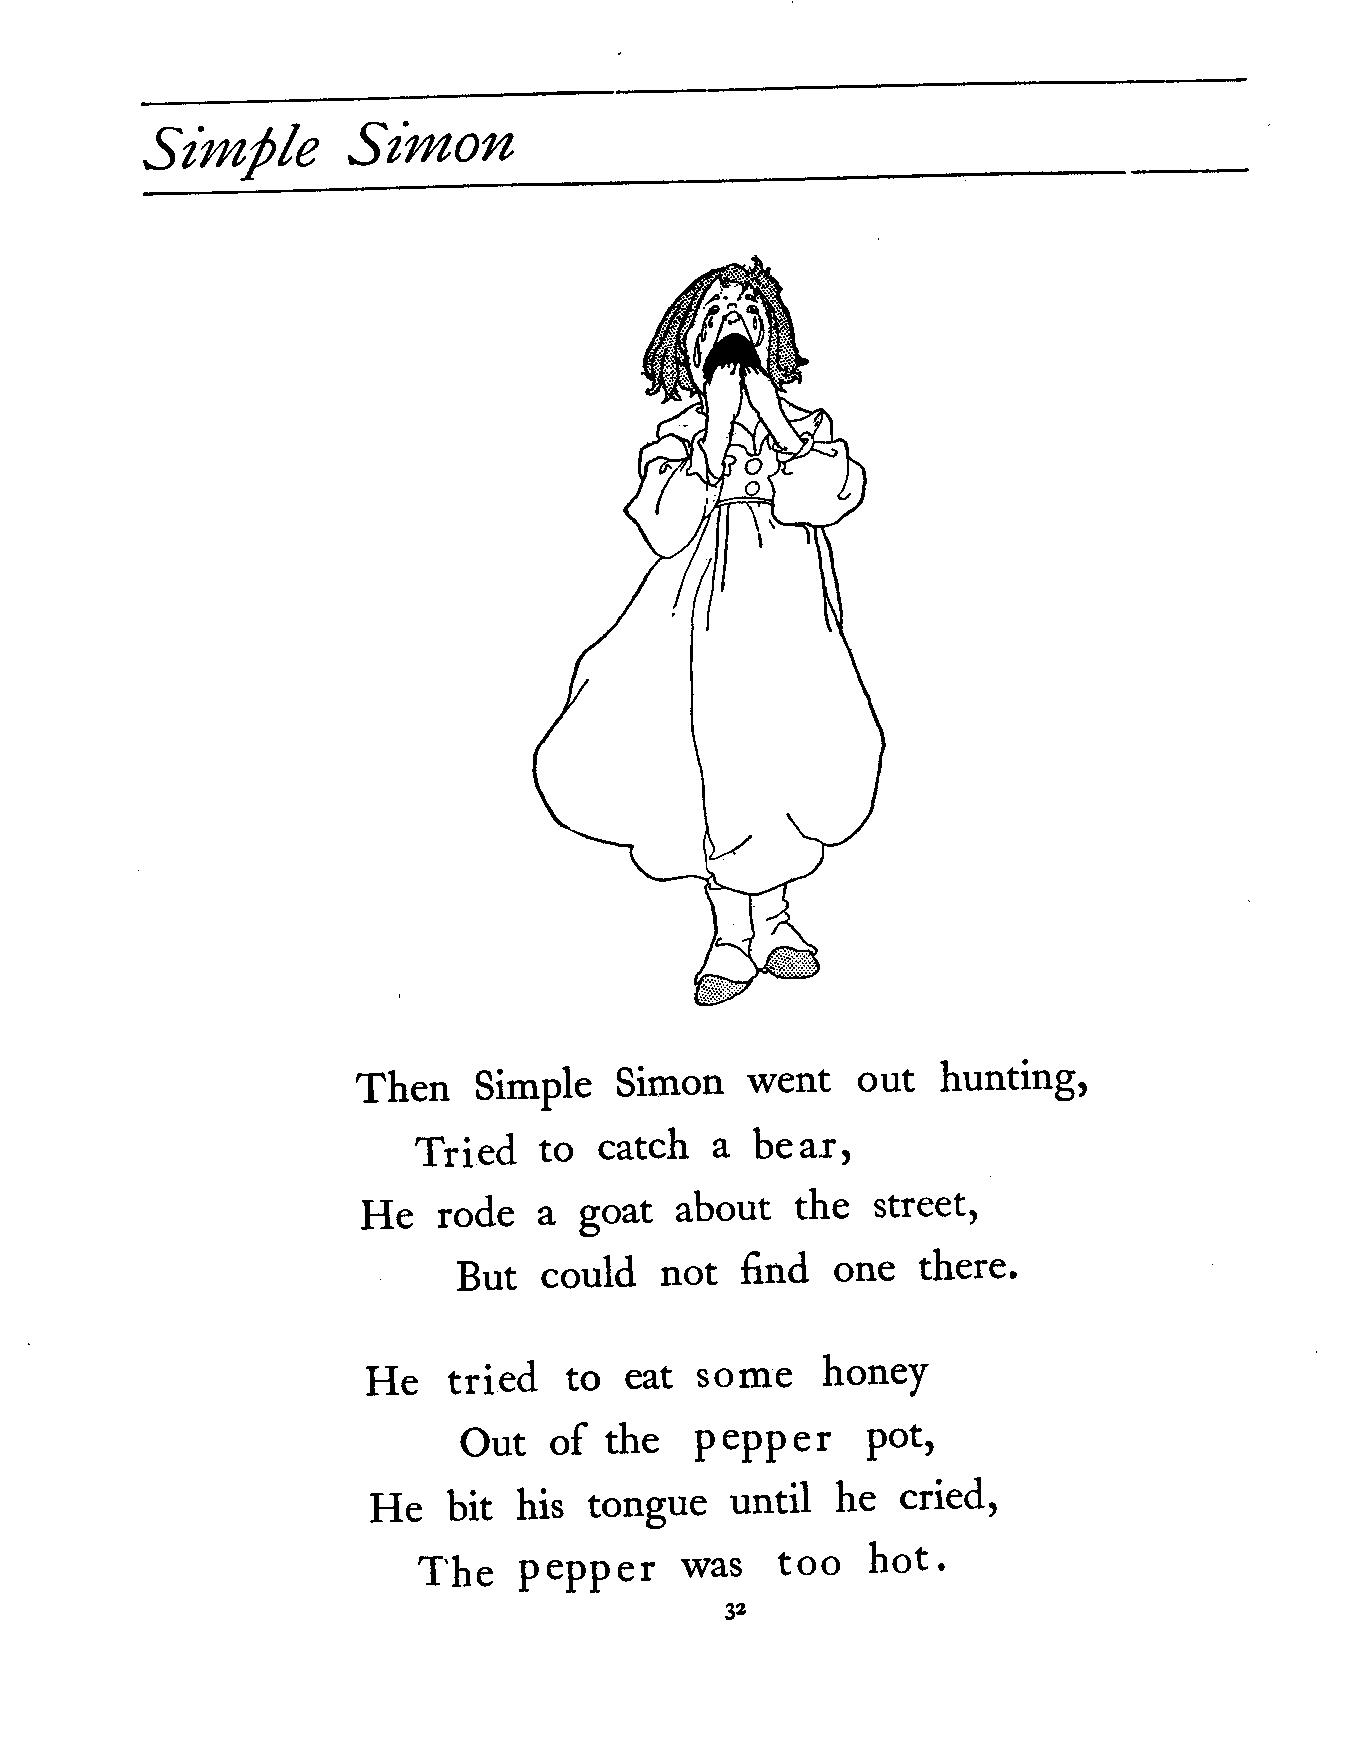 Simple Simon
Then Simple Simon went out hunting,
Tried to catch a bear,
He rode a goat about the street,
But could not find one there.
He tried to eat some honey
Out of the pepper pot,
He bit his tongue until he cried,
The pepper was too hot.
32